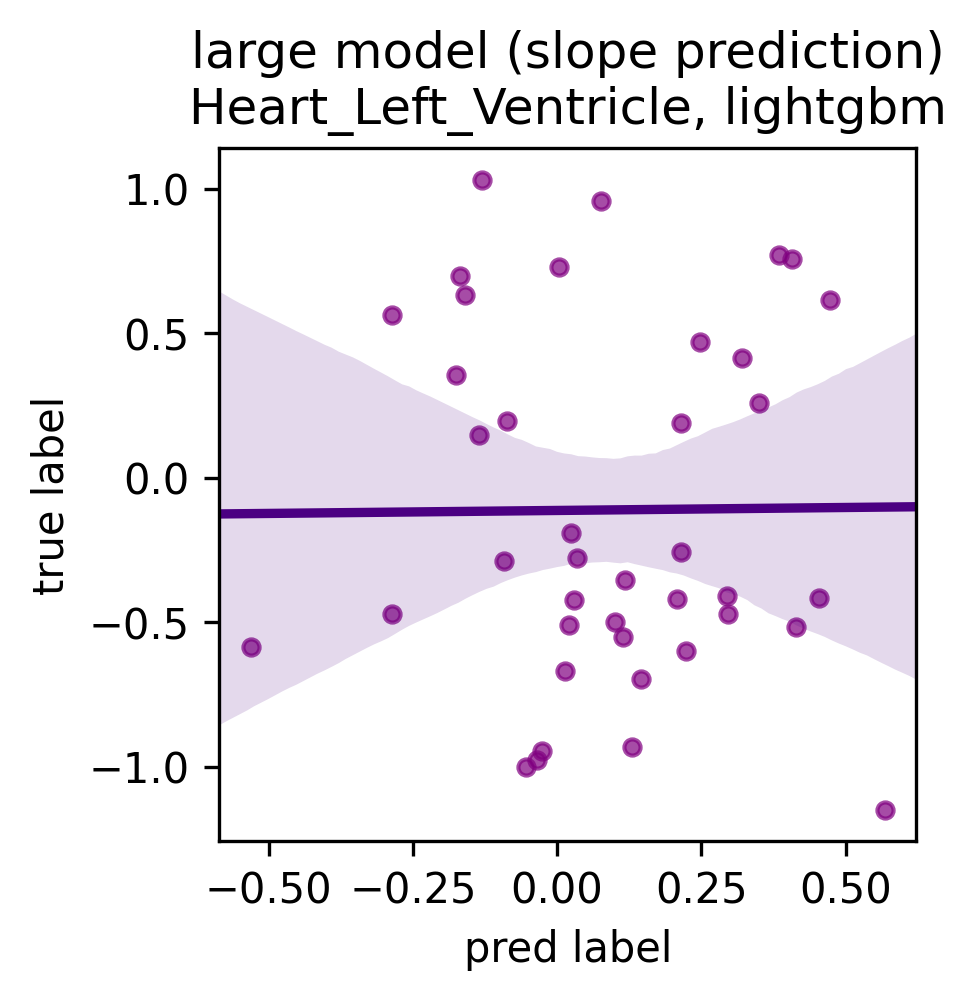 large model (slope prediction)
Heart_Left_Ventricle, lightgbm
1.0
0.5
0.0
−0.5
−1.0
true label
−0.50 −0.25 0.00 0.25 0.50
pred label